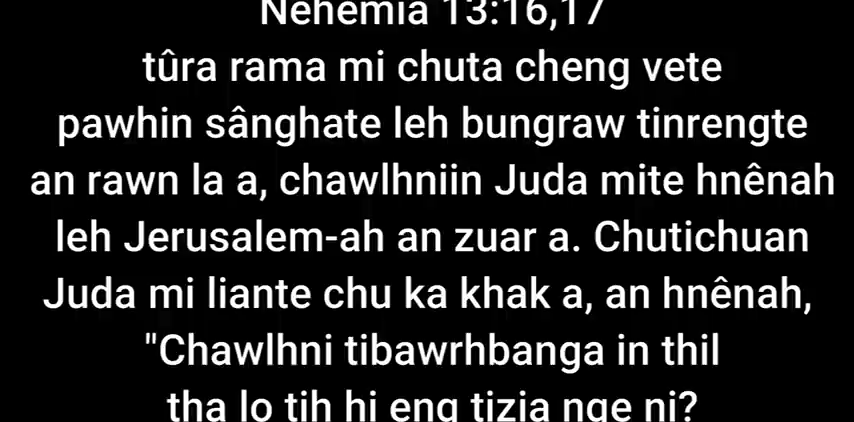 Nehemia 13:16,17
tûra rama mi chuta cheng vete
pawhin sânghate leh bungraw tinrengte
an rawn la a, chawlhniin Juda mite hnênah
leh Jerusalem-ah an zuar a. Chutichuan
Juda mi liante chu ka khak a, an hnênah,
"Chawlhni tibawrhbanga in thil
tha lo tih hi eng tizia nge ni?